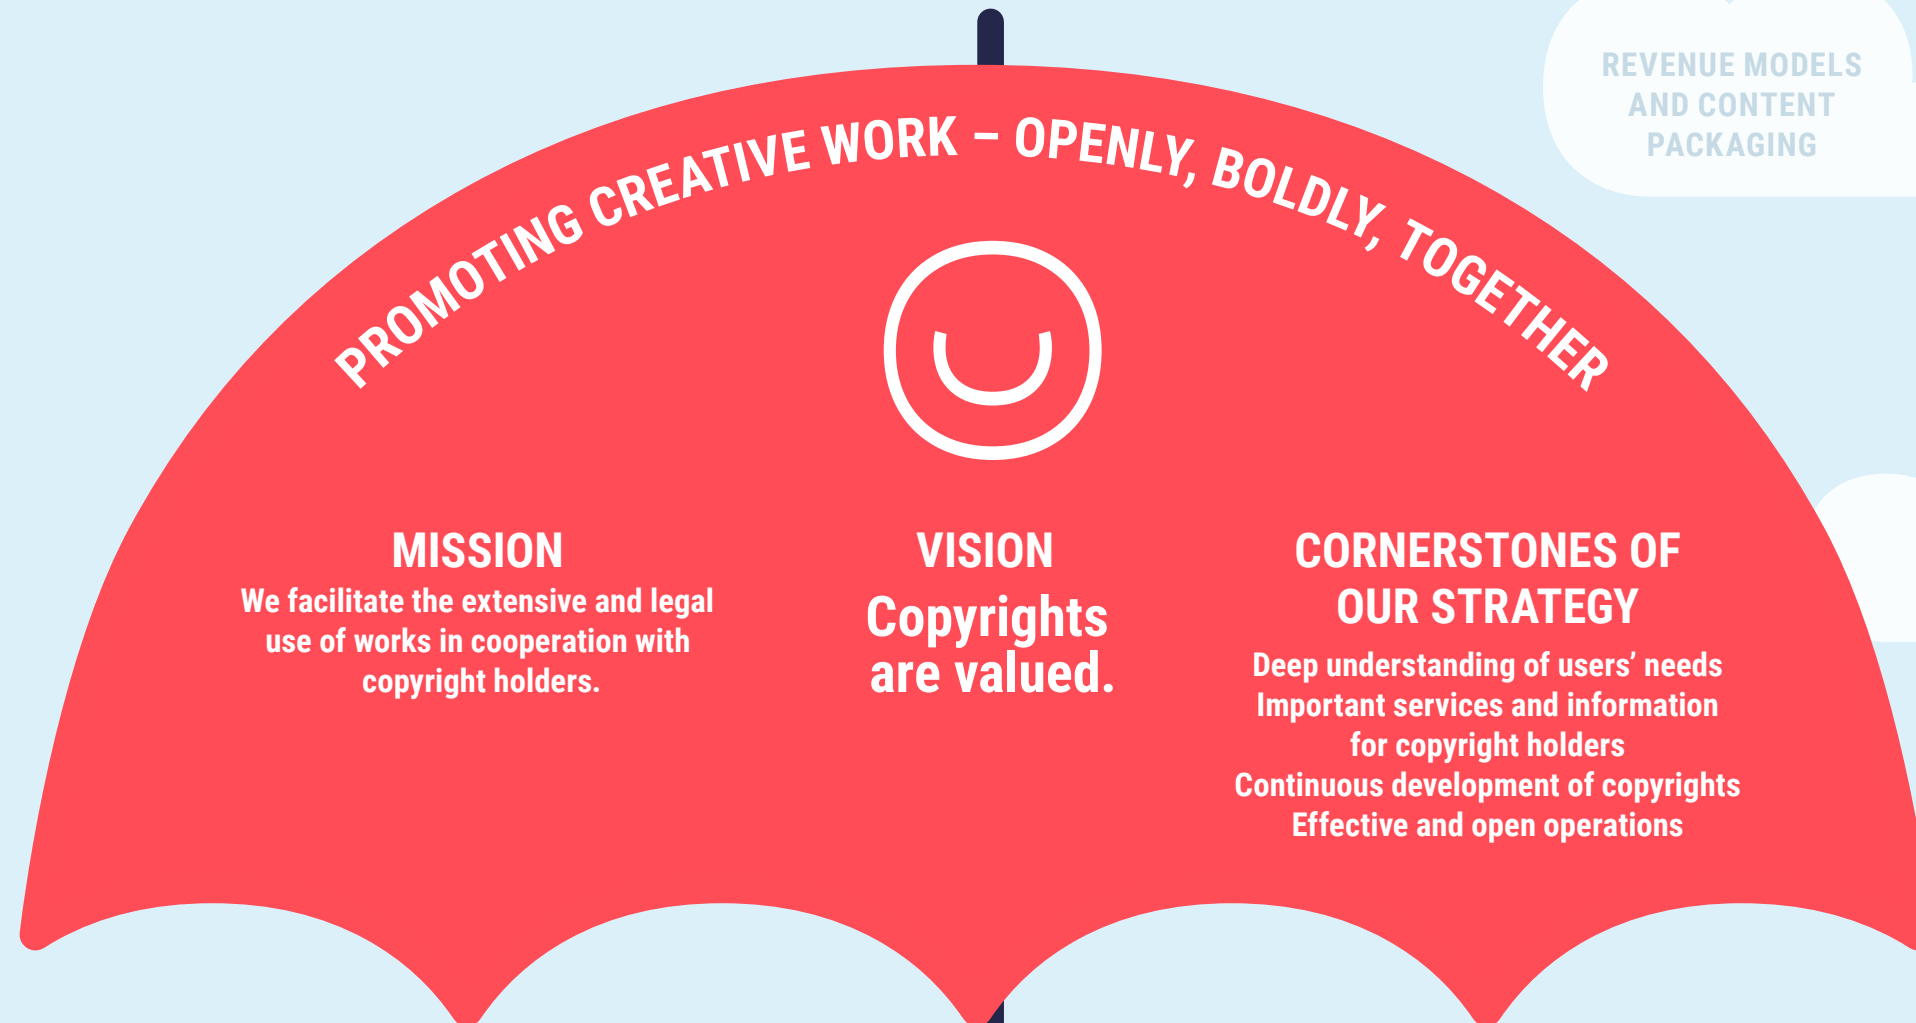 REVENUE MODELS
AND CONTENT
PACKAGING
PROMOTING CREATIVE WORK – OPENLY, BOLDLY, TOGETHER
MISSION
We facilitate the extensive and legal
use of works in cooperation with
copyright holders.
VISION
Copyrights
are valued.
CORNERSTONES OF
OUR STRATEGY
Deep understanding of users’ needs
Important services and information
for copyright holders
Continuous development of copyrights
Effective and open operations